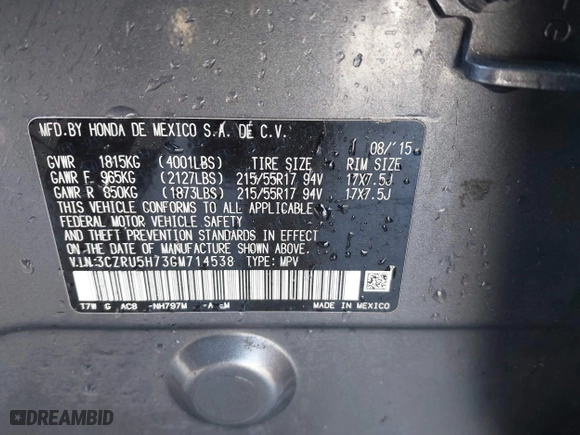 MFD.BY HONDA DE MEXICO S.A. DE C.V.
08/'15
GVWR 1815KG (4001LBS) TIRE SIZE RIM SIZE
GAWR F 965KG (2127LBS) 215/55R17 94V 17X7.5J
GAWR R 850KG (1873LBS) 215/55R17 94V 17X7.5J
THIS VEHICLE CONFORMS TO ALL APPLICABLE
FEDERAL MOTOR VEHICLE SAFETY
AND THEFT PREVENTION STANDARDS IN EFFECT
ON THE DATE OF MANUFACTURE SHOWN ABOVE.
V.I.N:3CZRU5H73GM714538 TYPE: MPV
T7W G ACB -NH797M -A M
MADE IN MEXICO
DREAMBID